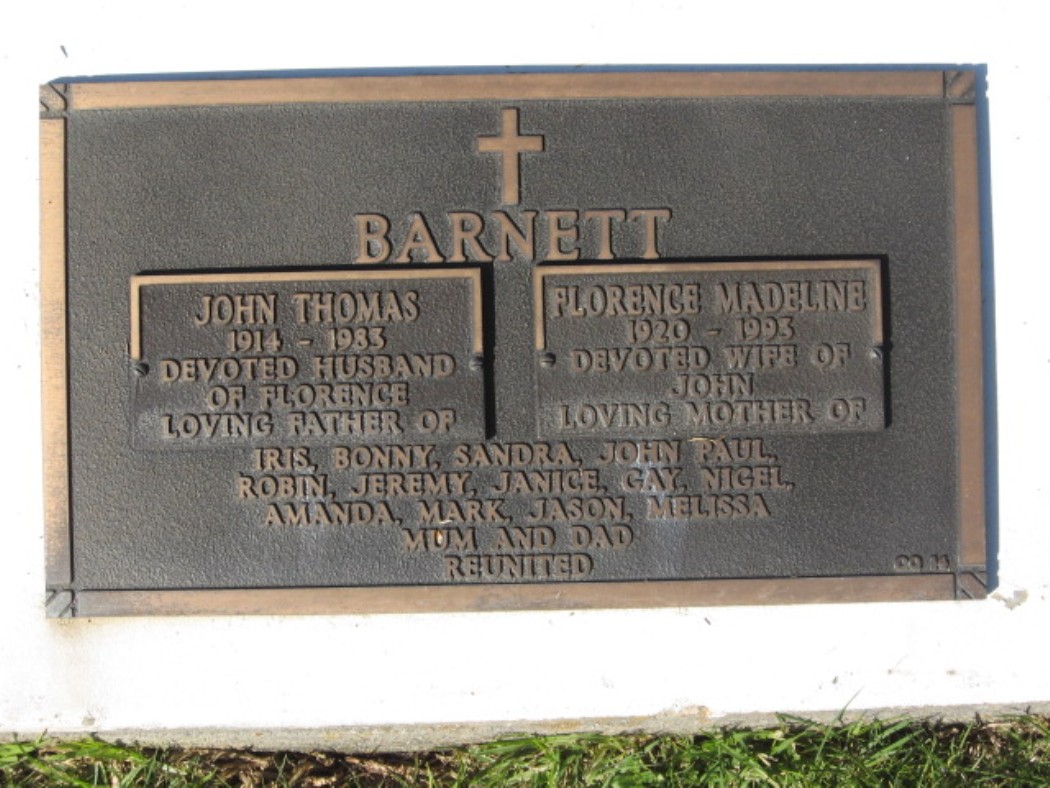 BARNETT
JOHN THOMAS
1914 - 1983
DEVOTED HUSBAND
OF FLORENCE
LOVING FATHER OF
FLORENCE MADELINE
1920 - 1993
DEVOTED WIFE OF
JOHN
LOVING MOTHER OF
IRIS, BONNY, SANDRA, JOHN PAUL,
ROBIN, JEREMY, JANICE, GAY, NIGEL,
AMANDA, MARK, JASON, MELISSA
MUM AND DAD
REUNITED